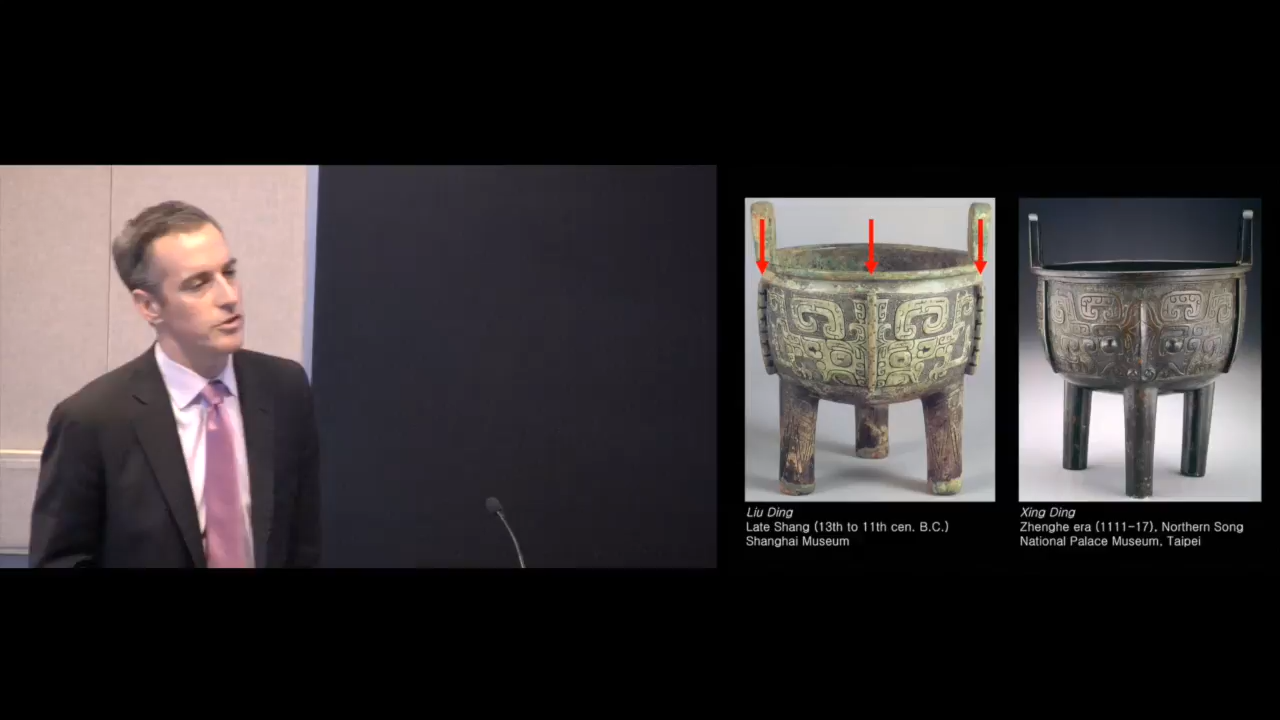 Liu Ding
Late Shang (13th to 11th cen. B.C.)
Shanghai Museum
Xing Ding
Zhenghe era (1111-17), Northern Song
National Palace Museum, Taipei